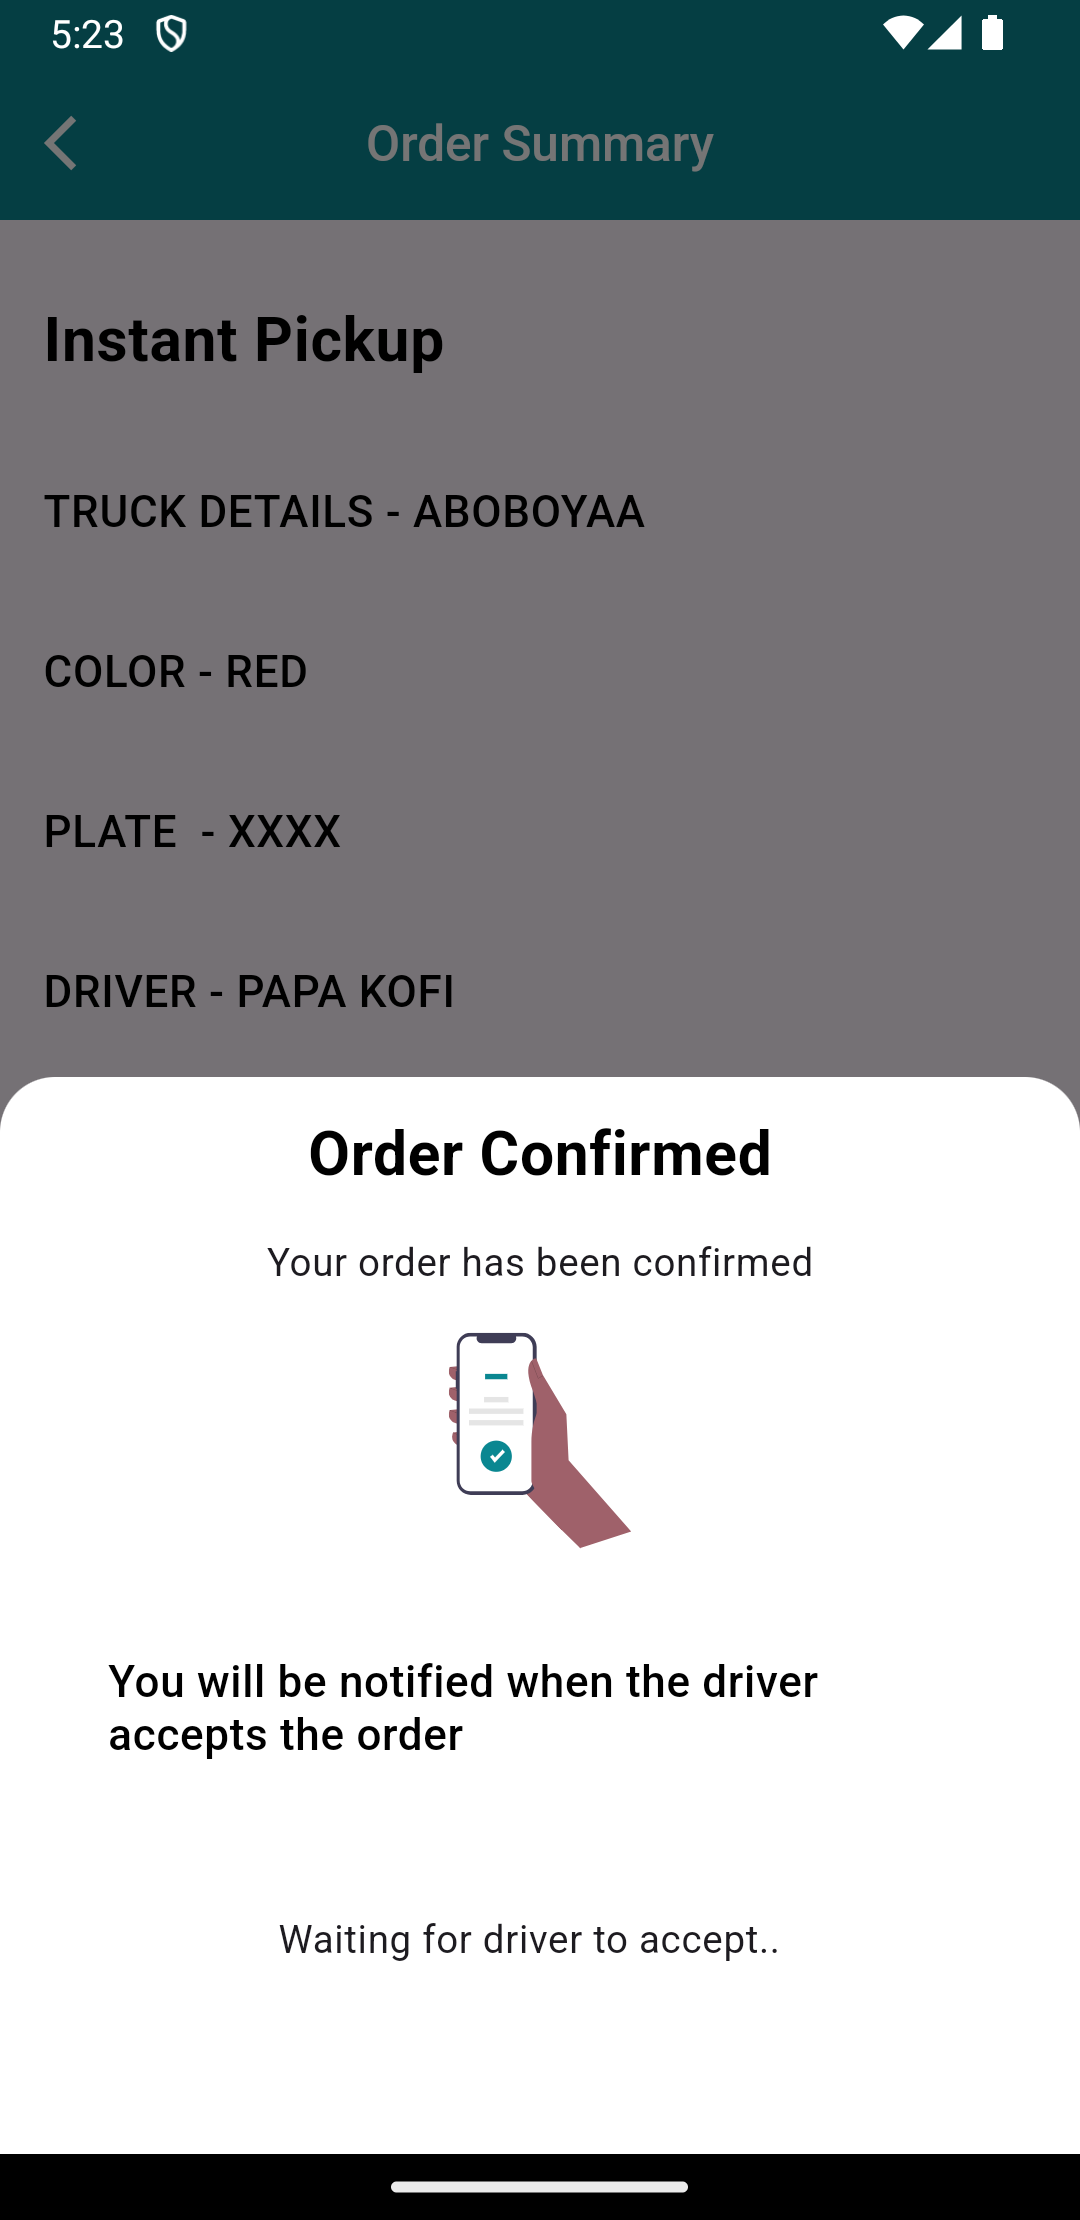 5:23
Order Summary
Instant Pickup
TRUCK DETAILS - ABOBOYAA
COLOR - RED
PLATE  - XXXX
DRIVER - PAPA KOFI
Order Confirmed
Your order has been confirmed
You will be notified when the driver
accepts the order
Waiting for driver to accept..